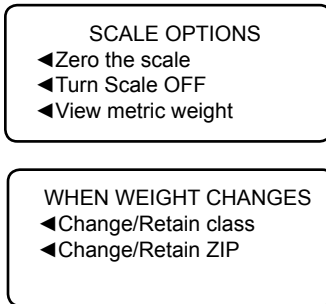 SCALE OPTIONS
◄Zero the scale
◄Turn Scale OFF
◄View metric weight
WHEN WEIGHT CHANGES
◄Change/Retain class
◄Change/Retain ZIP